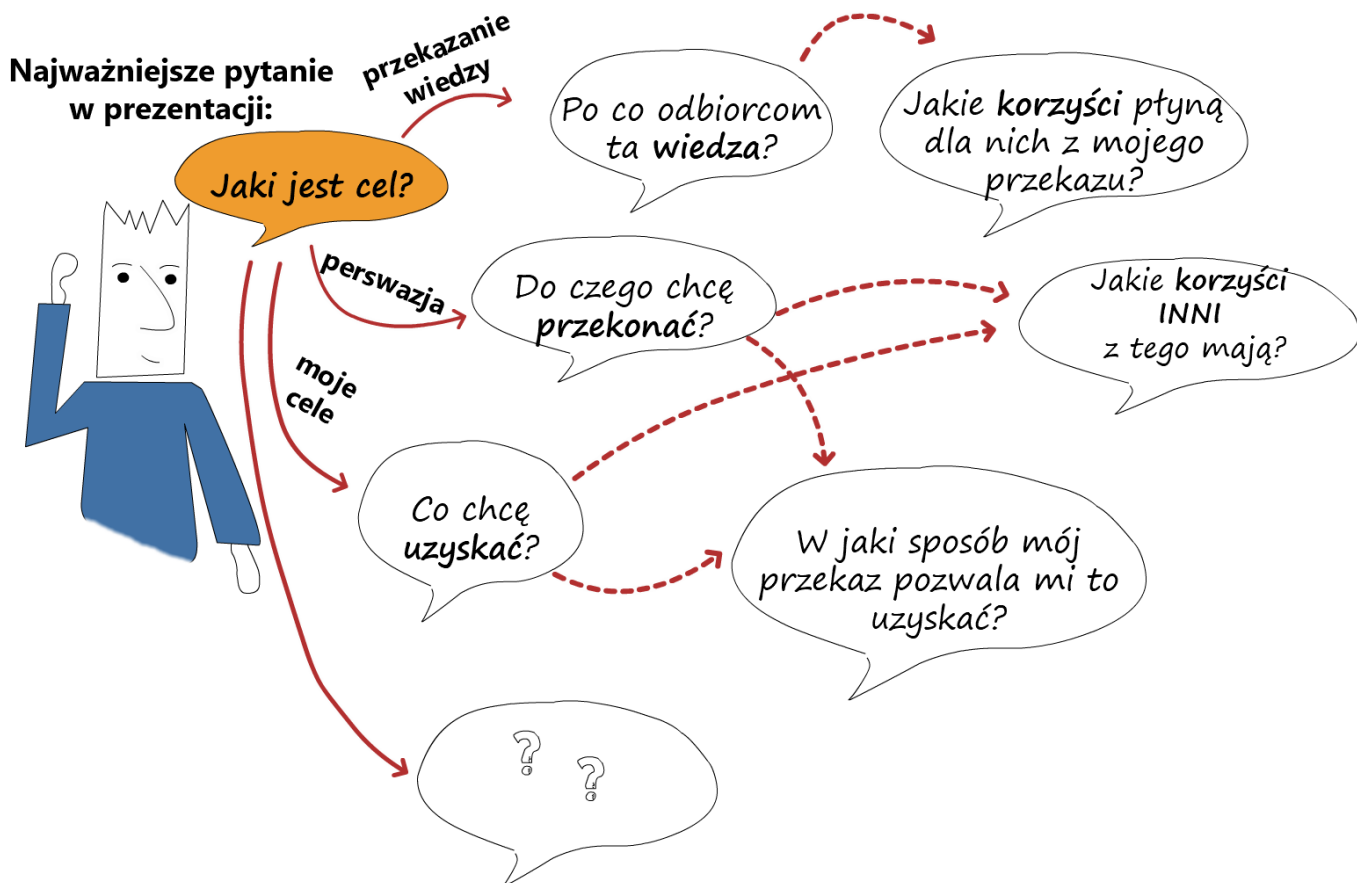 Najważniejsze pytanie
w prezentacji:
Jaki jest cel?
przekazanie
wiedzy
Po co odbiorcom
ta wiedza?
Jakie korzyści płyną
dla nich z mojego
przekazu?
perswazja
Do czego chcę
przekonać?
Jakie korzyści
INNI
z tego mają?
moje
cele
Co chcę
uzyskać?
W jaki sposób mój
przekaz pozwala mi to
uzyskać?
? ?